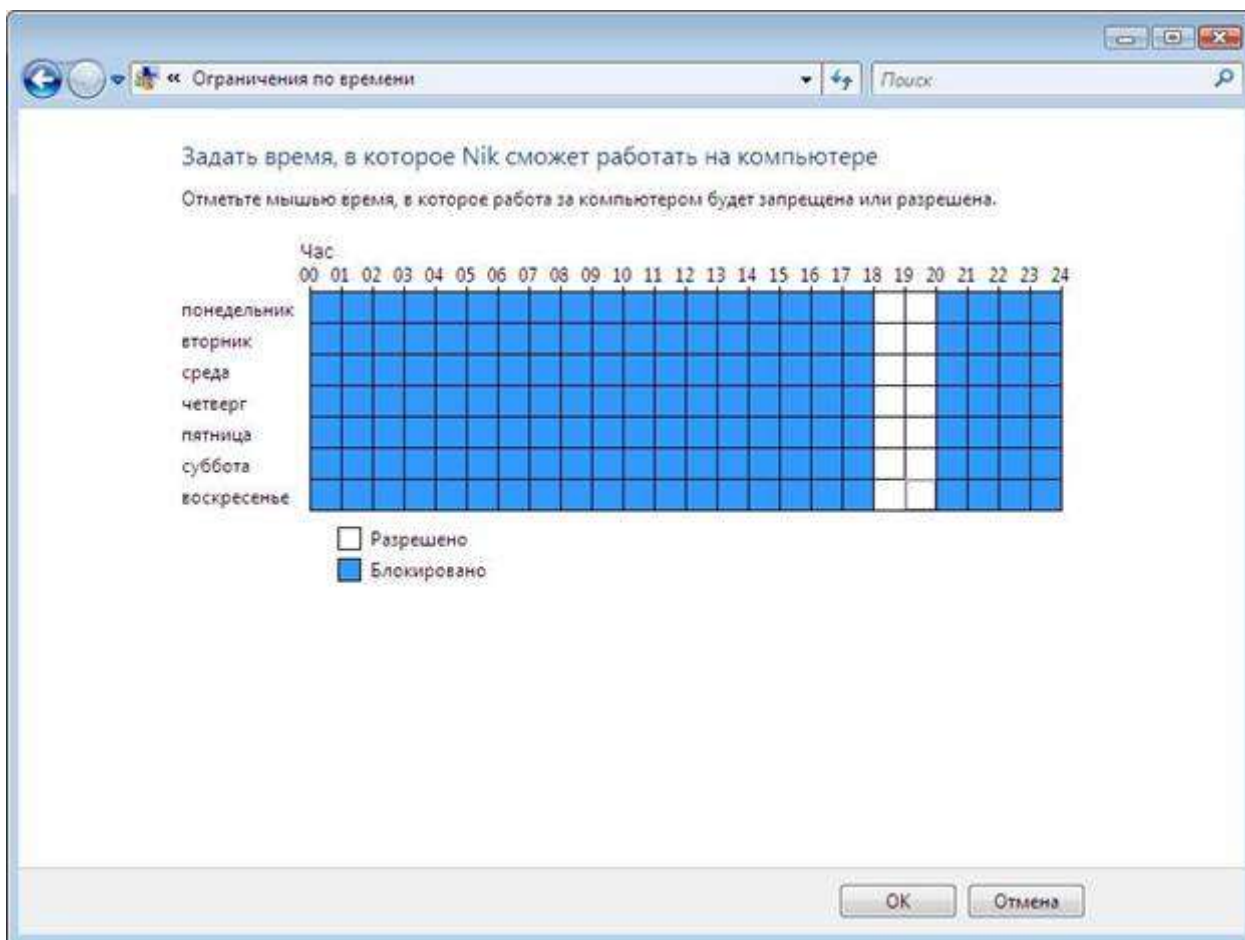 « Ограничения по времени
Поиск
Задать время, в которое Nik сможет работать на компьютере
Отметьте мышью время, в которое работа за компьютером будет запрещена или разрешена.
Час
00 01 02 03 04 05 06 07 08 09 10 11 12 13 14 15 16 17 18 19 20 21 22 23 24
понедельник
вторник
среда
четверг
пятница
суббота
воскресенье
Разрешено
Блокировано
OK Отмена